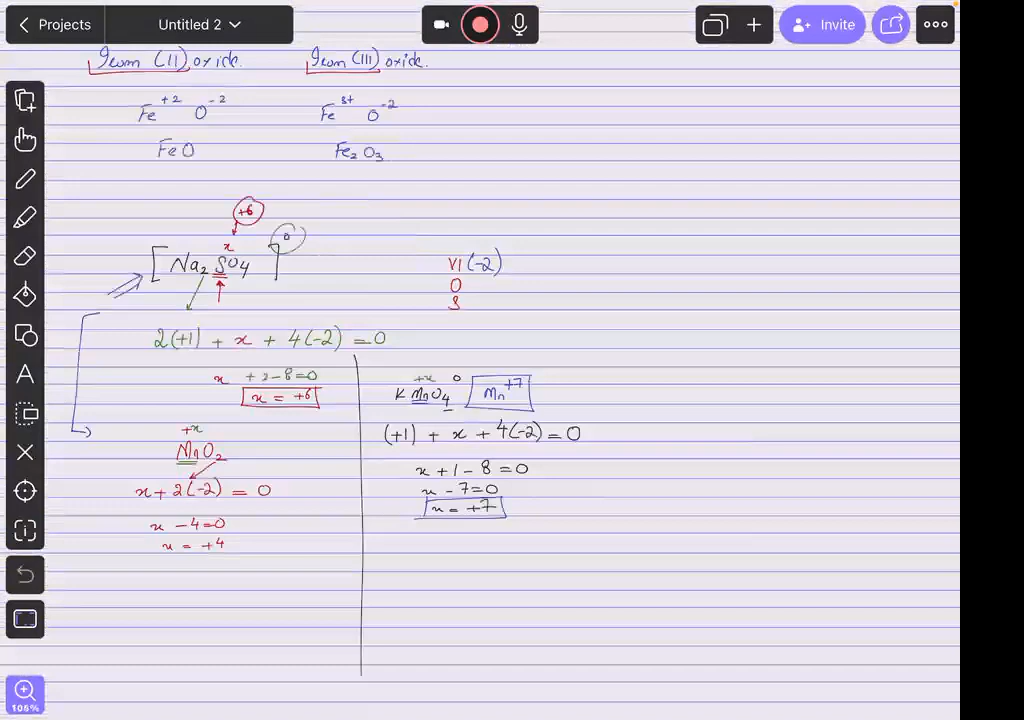 Projects Untitled 2 Invite
Iron (II) oxide. Iron (III) oxide.
Fe+2 O-2 Fe3+ O-2
FeO Fe2O3
+6
x 0
[Na2SO4] VI (-2)
O
S
2(+1) + x + 4(-2) = 0
x + 2 - 8 = 0
x = +6
+x
MnO2
x + 2(-2) = 0
x - 4 = 0
x = +4
+x 0
KMnO4 Mn+7
(+1) + x + 4(-2) = 0
x + 1 - 8 = 0
x - 7 = 0
x = +7
A
106%